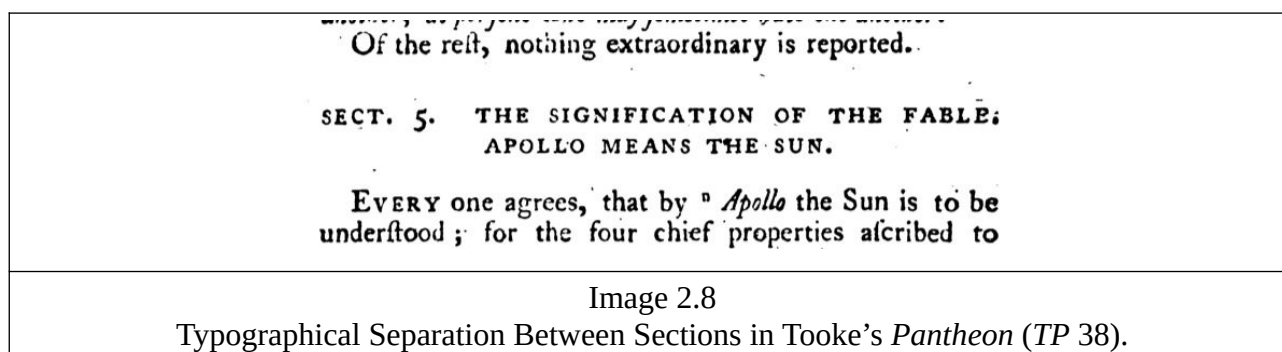 Of the reſt, nothing extraordinary is reported.
SECT. 5. THE SIGNIFICATION OF THE FABLE;
APOLLO MEANS THE SUN.
EVERY one agrees, that by ⁿ Apollo the Sun is to be
underſtood; for the four chief properties aſcribed to
Image 2.8
Typographical Separation Between Sections in Tooke’s Pantheon (TP 38).